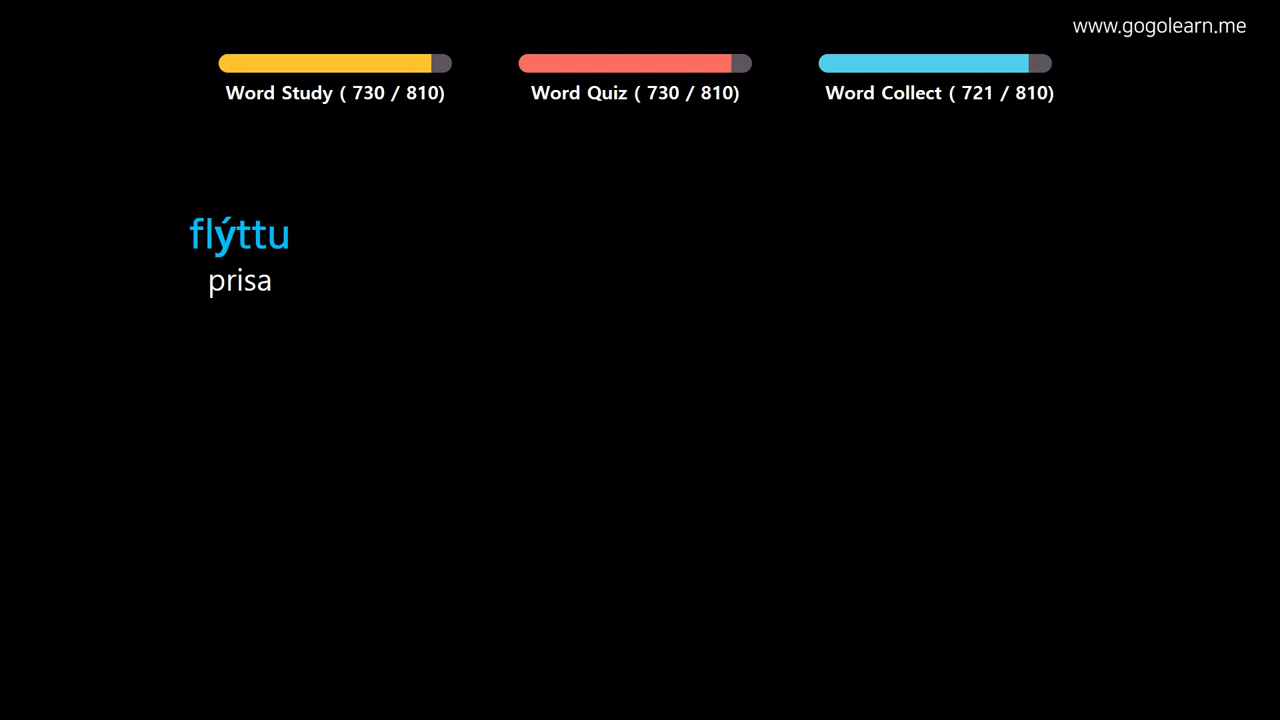 www.gogolearn.me
Word Study ( 730 / 810)
Word Quiz ( 730 / 810)
Word Collect ( 721 / 810)
flýttu
prisa